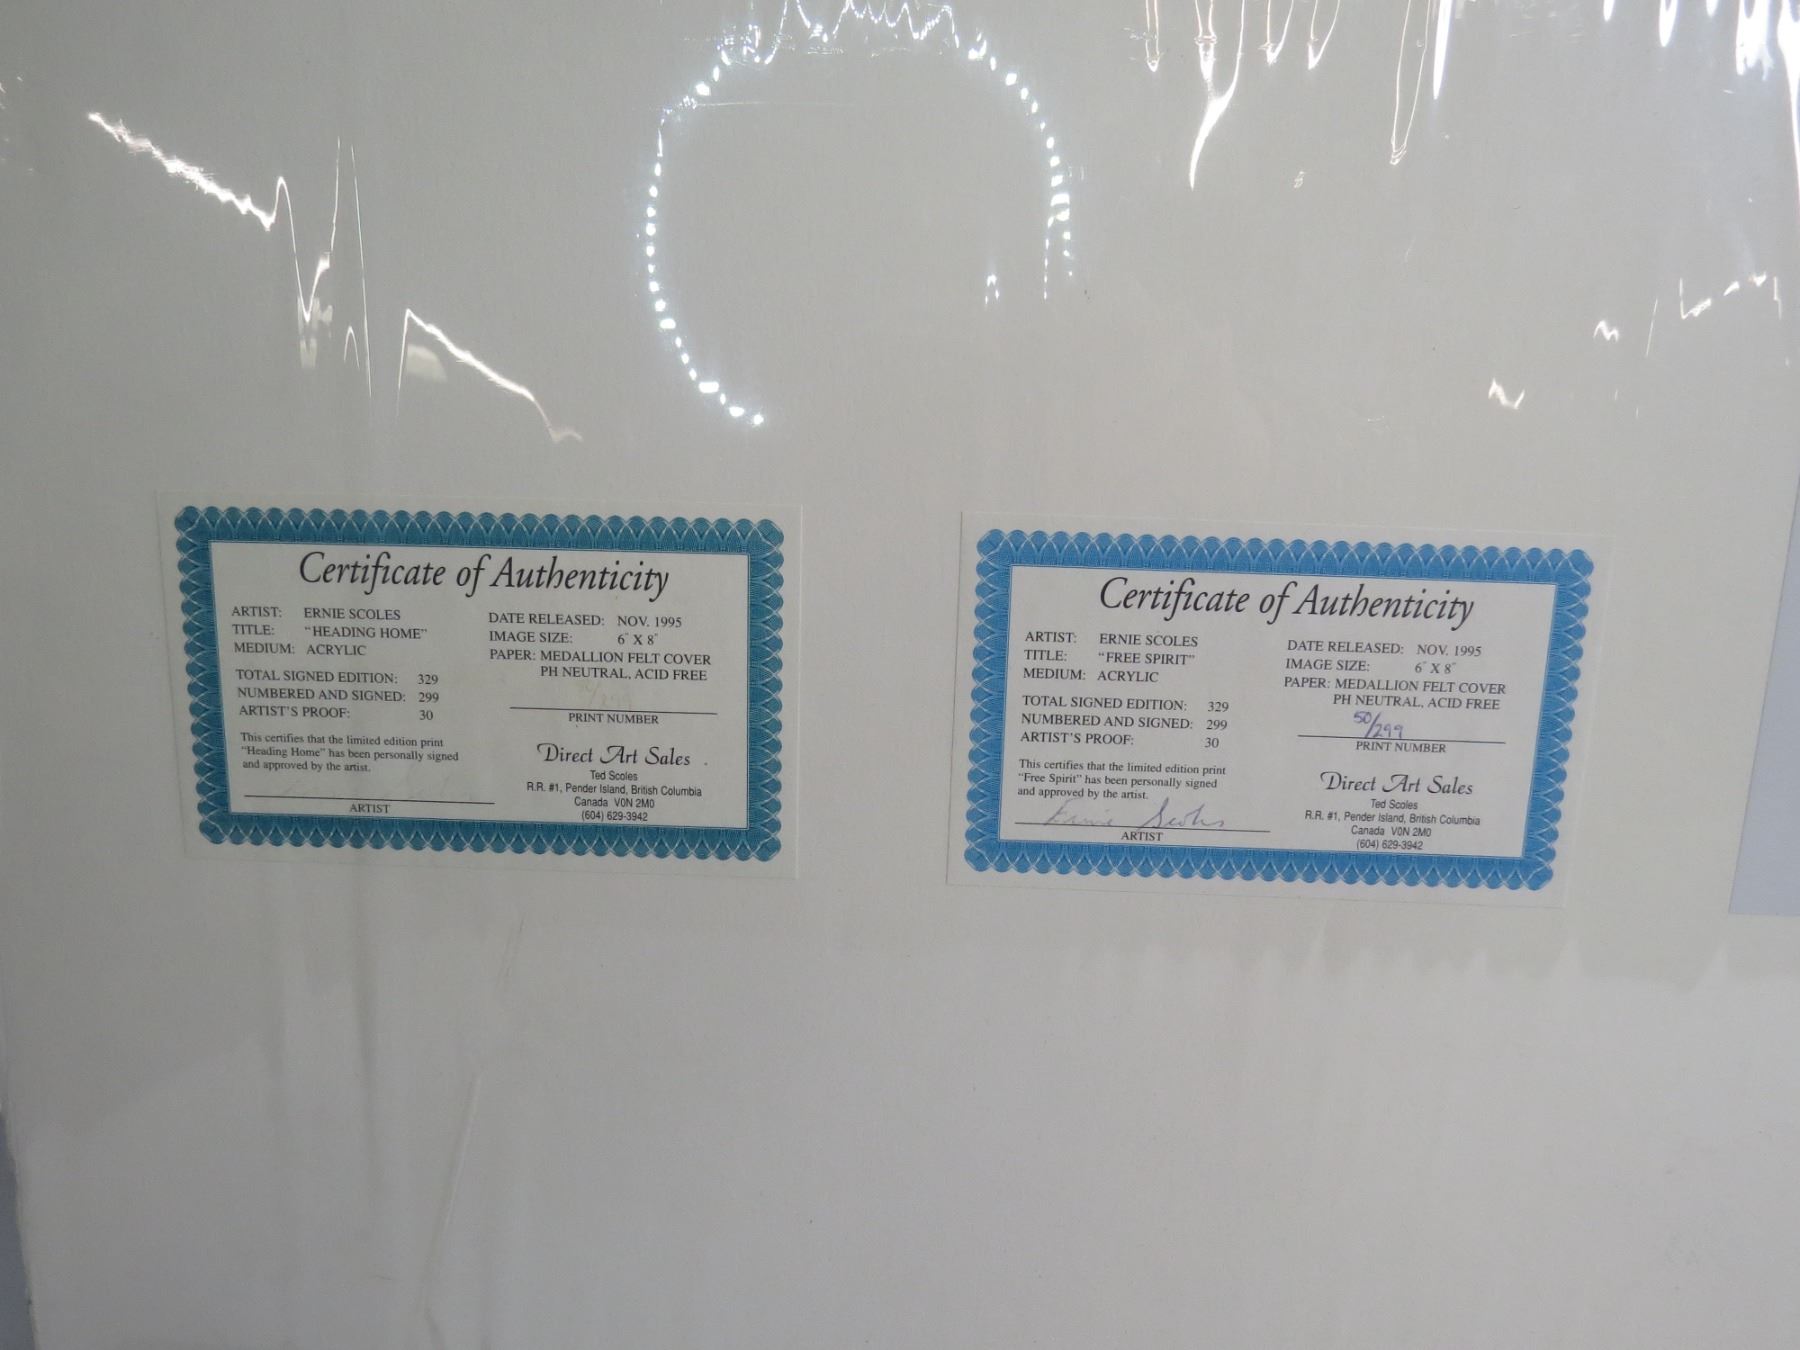 Certificate of Authenticity
ARTIST: ERNIE SCOLES
TITLE: "HEADING HOME"
MEDIUM: ACRYLIC
TOTAL SIGNED EDITION: 329
NUMBERED AND SIGNED: 299
ARTIST'S PROOF: 30
This certifies that the limited edition print
"Heading Home" has been personally signed
and approved by the artist.
ARTIST
DATE RELEASED: NOV. 1995
IMAGE SIZE: 6" X 8"
PAPER: MEDALLION FELT COVER
PH NEUTRAL, ACID FREE
/299
PRINT NUMBER
Direct Art Sales
Ted Scoles
R.R. #1, Pender Island, British Columbia
Canada V0N 2M0
(604) 629-3942
Certificate of Authenticity
ARTIST: ERNIE SCOLES
TITLE: "FREE SPIRIT"
MEDIUM: ACRYLIC
TOTAL SIGNED EDITION: 329
NUMBERED AND SIGNED: 299
ARTIST'S PROOF: 30
This certifies that the limited edition print
"Free Spirit" has been personally signed
and approved by the artist.
Ernie Scoles
ARTIST
DATE RELEASED: NOV. 1995
IMAGE SIZE: 6" X 8"
PAPER: MEDALLION FELT COVER
PH NEUTRAL, ACID FREE
50/299
PRINT NUMBER
Direct Art Sales
Ted Scoles
R.R. #1, Pender Island, British Columbia
Canada V0N 2M0
(604) 629-3942